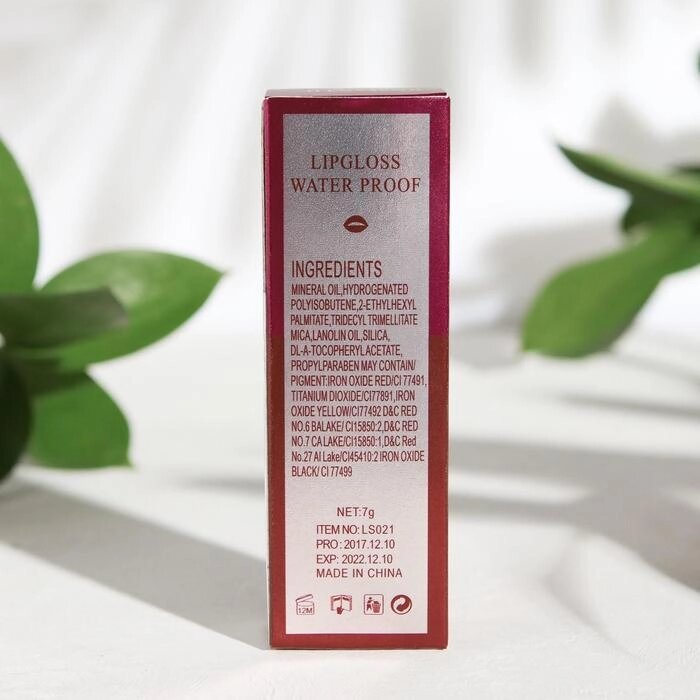 LIPGLOSS
WATER PROOF
INGREDIENTS
MINERAL OIL,HYDROGENATED
POLYISOBUTENE,2-ETHYLHEXYL
PALMITATE,TRIDECYL TRIMELLITATE
MICA,LANOLIN OIL,SILICA,
DL-A-TOCOPHERYLACETATE,
PROPYLPARABEN MAY CONTAIN/
PIGMENT:IRON OXIDE RED/CI 77491,
TITANIUM DIOXIDE/CI77891,IRON
OXIDE YELLOW/CI77492 D&C RED
NO.6 BALAKE/ CI15850:2,D&C RED
NO.7 CA LAKE/CI15850:1,D&C Red
No.27 Al Lake/CI45410:2 IRON OXIDE
BLACK/ CI 77499
NET:7g
ITEM NO: LS021
PRO: 2017.12.10
EXP: 2022.12.10
MADE IN CHINA
12M